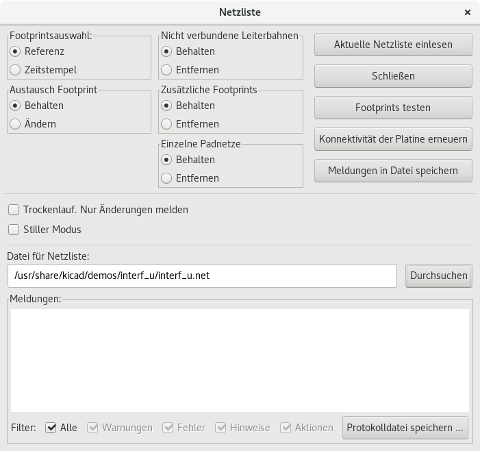 Netzliste
Footprintsauswahl:
Referenz
Zeitstempel
Nicht verbundene Leiterbahnen
Behalten
Entfernen
Aktuelle Netzliste einlesen
Schließen
Austausch Footprint
Behalten
Ändern
Zusätzliche Footprints
Behalten
Entfernen
Footprints testen
Konnektivität der Platine erneuern
Einzelne Padnetze
Behalten
Entfernen
Meldungen in Datei speichern
Trockenlauf. Nur Änderungen melden
Stiller Modus
Datei für Netzliste:
/usr/share/kicad/demos/interf_u/interf_u.net
Durchsuchen
Meldungen:
Filter: Alle Warnungen Fehler Hinweise Aktionen Protokolldatei speichern ...